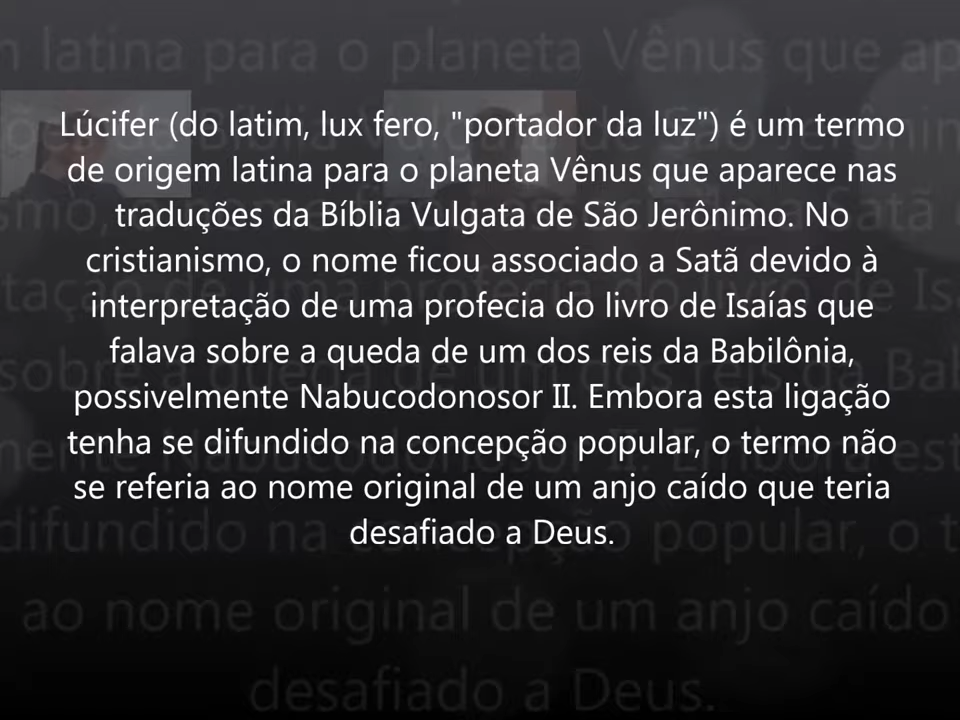 Lúcifer (do latim, lux fero, "portador da luz") é um termo
de origem latina para o planeta Vênus que aparece nas
traduções da Bíblia Vulgata de São Jerônimo. No
cristianismo, o nome ficou associado a Satã devido à
interpretação de uma profecia do livro de Isaías que
falava sobre a queda de um dos reis da Babilônia,
possivelmente Nabucodonosor II. Embora esta ligação
tenha se difundido na concepção popular, o termo não
se referia ao nome original de um anjo caído que teria
desafiado a Deus.